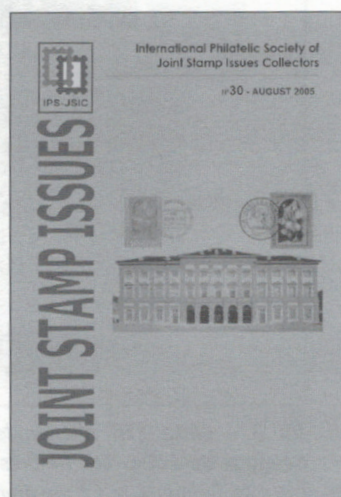 International Philatelic Society of
Joint Stamp Issues Collectors
IPS-JSIC
N°30 - AUGUST 2005
JOINT STAMP ISSUES